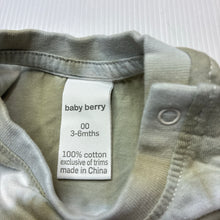 baby berry
00
3-6mths
100% cotton
exclusive of trims
made in China